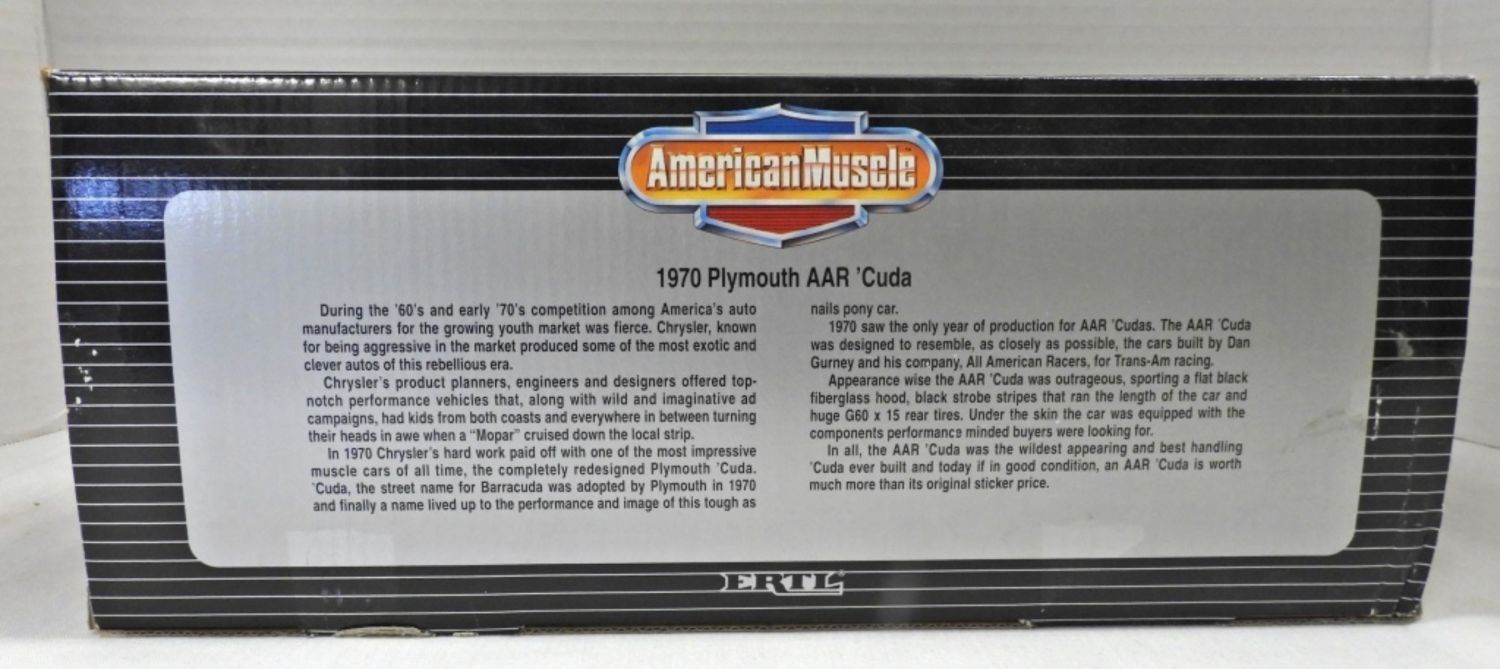 AmericanMuscle™
1970 Plymouth AAR 'Cuda
During the '60's and early '70's competition among America's auto
manufacturers for the growing youth market was fierce. Chrysler, known
for being aggressive in the market produced some of the most exotic and
clever autos of this rebellious era.
Chrysler's product planners, engineers and designers offered top-
notch performance vehicles that, along with wild and imaginative ad
campaigns, had kids from both coasts and everywhere in between turning
their heads in awe when a "Mopar" cruised down the local strip.
In 1970 Chrysler's hard work paid off with one of the most impressive
muscle cars of all time, the completely redesigned Plymouth 'Cuda.
'Cuda, the street name for Barracuda was adopted by Plymouth in 1970
and finally a name lived up to the performance and image of this tough as
nails pony car.
1970 saw the only year of production for AAR 'Cudas. The AAR 'Cuda
was designed to resemble, as closely as possible, the cars built by Dan
Gurney and his company, All American Racers, for Trans-Am racing.
Appearance wise the AAR 'Cuda was outrageous, sporting a flat black
fiberglass hood, black strobe stripes that ran the length of the car and
huge G60 x 15 rear tires. Under the skin the car was equipped with the
components performance minded buyers were looking for.
In all, the AAR 'Cuda was the wildest appearing and best handling
'Cuda ever built and today if in good condition, an AAR 'Cuda is worth
much more than its original sticker price.
ERTL®